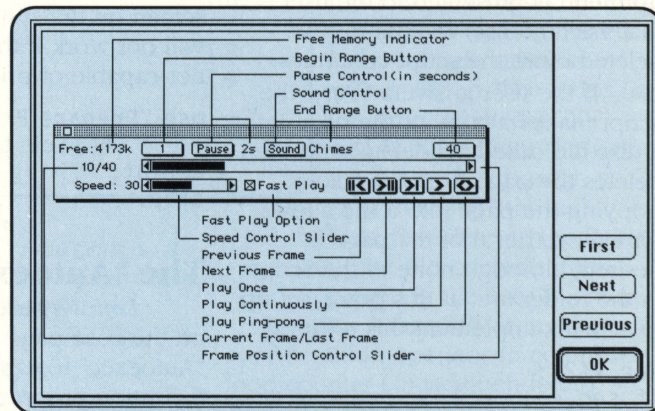 Free Memory Indicator
Begin Range Button
Pause Control(in seconds)
Sound Control
End Range Button
Free:4173k 1 Pause 2s Sound Chimes 40
10/40
Speed: 30 Fast Play
Fast Play Option
Speed Control Slider
Previous Frame
Next Frame
Play Once
Play Continuously
Play Ping-pong
Current Frame/Last Frame
Frame Position Control Slider
First
Next
Previous
OK